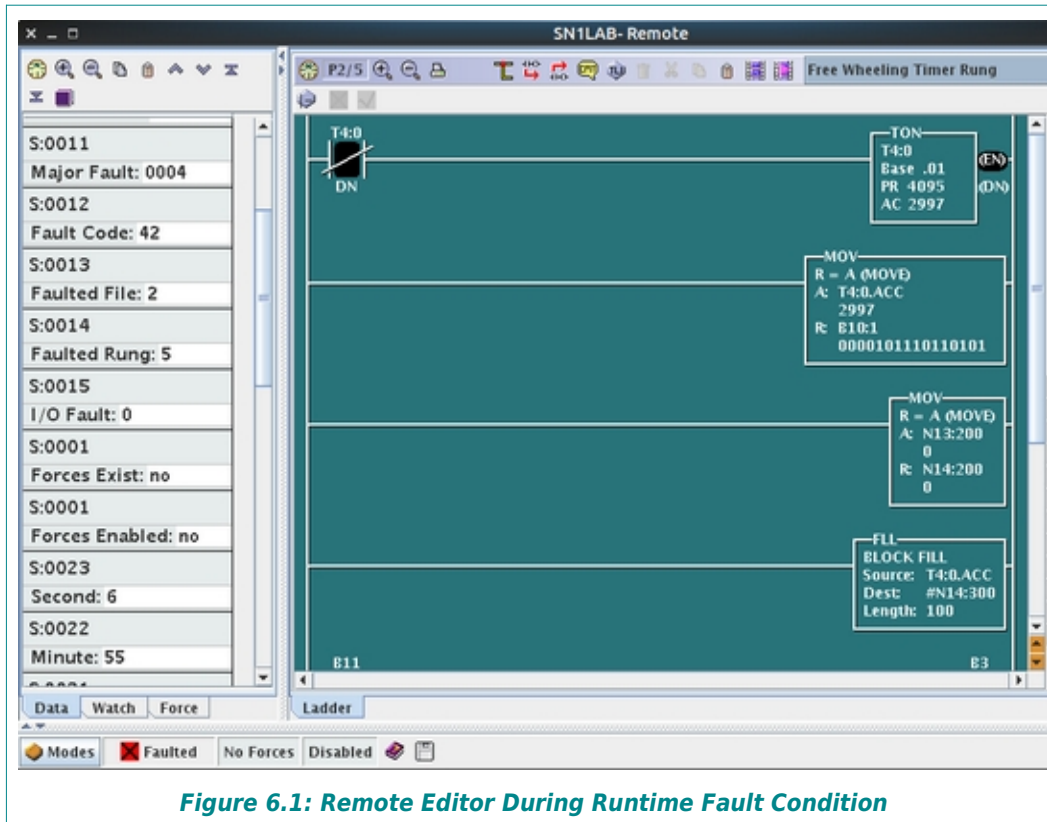 SN1LAB- Remote
P2/5
Free Wheeling Timer Rung
S:0011
Major Fault: 0004
S:0012
Fault Code: 42
S:0013
Faulted File: 2
S:0014
Faulted Rung: 5
S:0015
I/O Fault: 0
S:0001
Forces Exist: no
S:0001
Forces Enabled: no
S:0023
Second: 6
S:0022
Minute: 55
Data Watch Force
T4:0
DN
TON
T4:0
Base .01
PR 4095
AC 2997
(EN)
(DN)
MOV
R = A (MOVE)
A: T4:0.ACC
2997
R: B10:1
0000101110110101
MOV
R = A (MOVE)
A: N13:200
0
R: N14:200
0
FLL
BLOCK FILL
Source: T4:0.ACC
Dest: #N14:300
Length: 100
B11 B3
Ladder
Modes Faulted No Forces Disabled
Figure 6.1: Remote Editor During Runtime Fault Condition